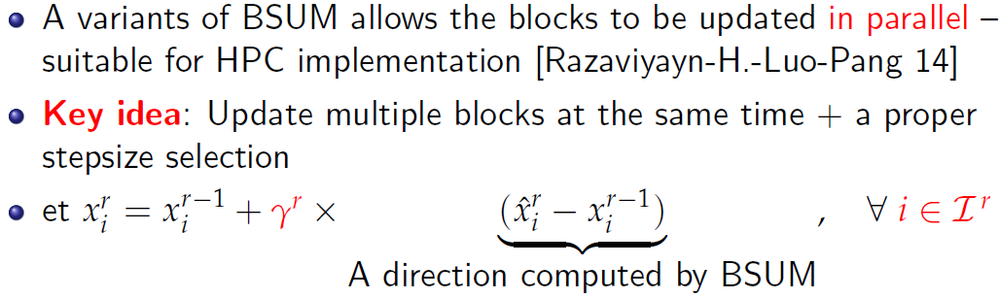 A variants of BSUM allows the blocks to be updated in parallel –
suitable for HPC implementation [Razaviyayn-H.-Luo-Pang 14]
Key idea: Update multiple blocks at the same time + a proper
stepsize selection
et $x_i^r = x_i^{r-1} + \gamma^r \times \underbrace{(\hat{x}_i^r - x_i^{r-1})}$ , $\forall\, i \in \mathcal{I}^r$
A direction computed by BSUM